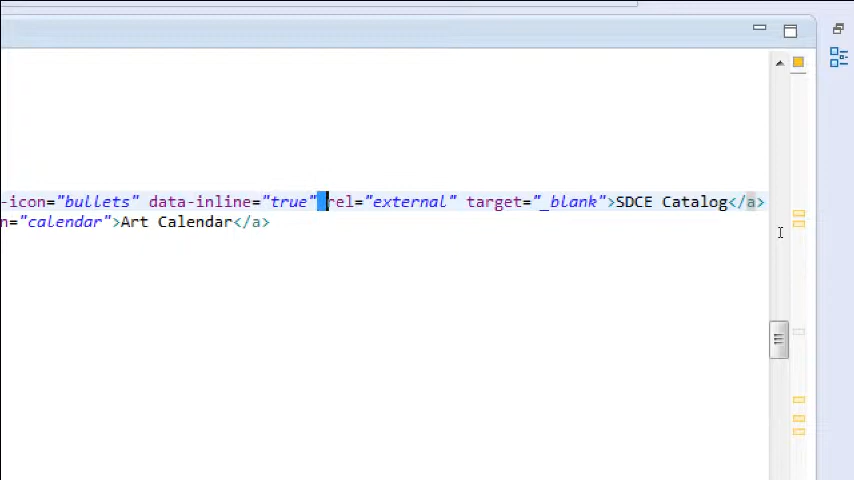 -icon="bullets" data-inline="true" rel="external" target="_blank">SDCE Catalog</a>
n="calendar">Art Calendar</a>